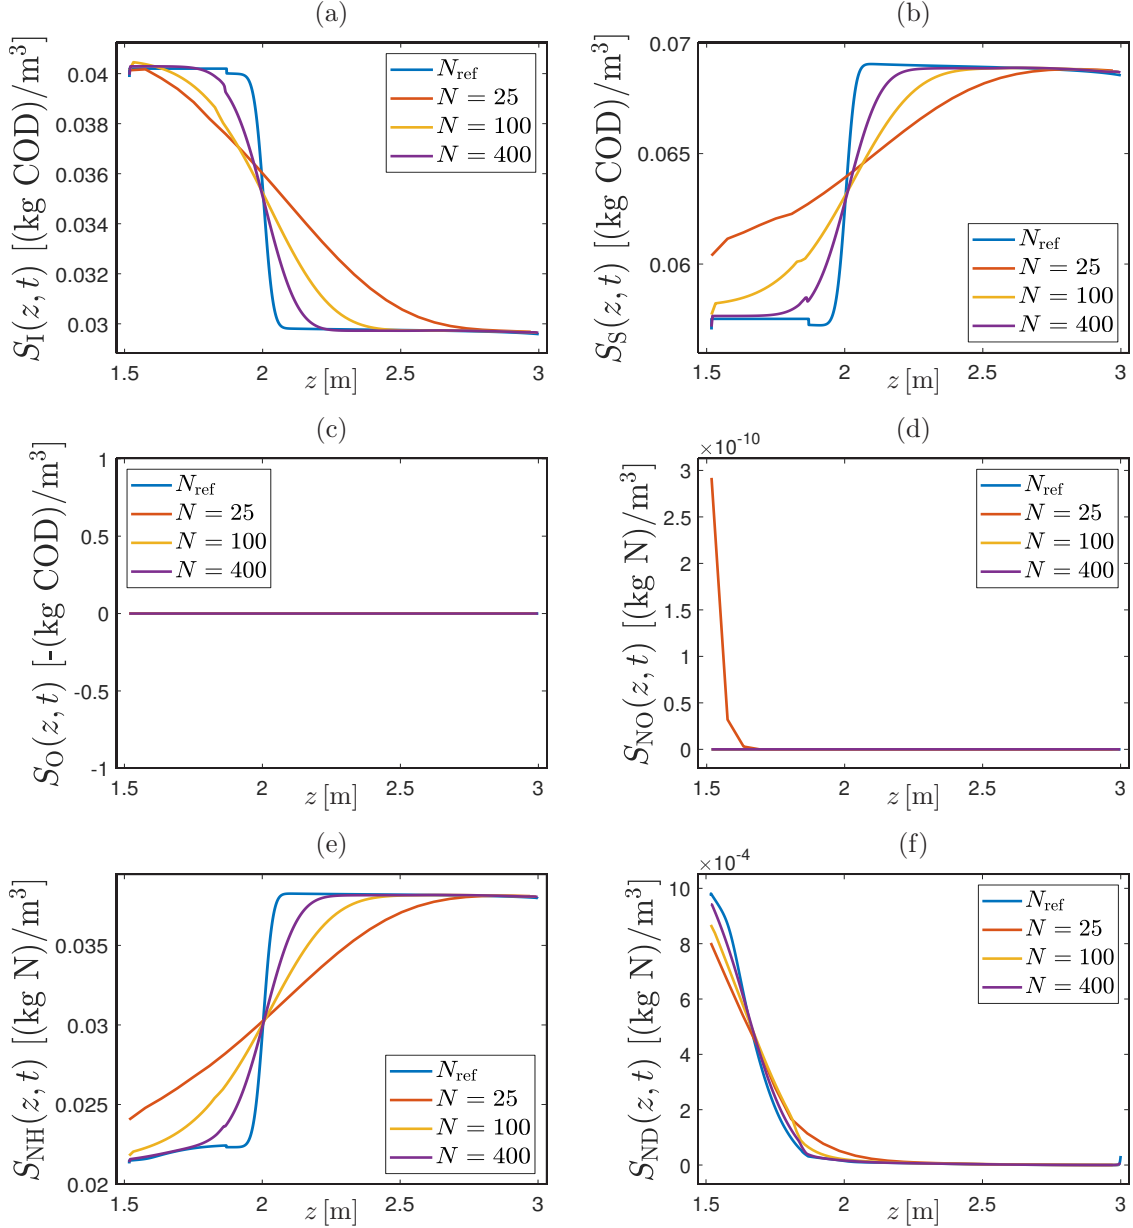 (a)
S_I(z, t) [(kg COD)/m³]
0.04
0.038
0.036
0.034
0.032
0.03
1.5 2 2.5 3
z [m]
N_ref
N = 25
N = 100
N = 400
(b)
S_S(z, t) [(kg COD)/m³]
0.07
0.065
0.06
1.5 2 2.5 3
z [m]
N_ref
N = 25
N = 100
N = 400
(c)
S_O(z, t) [-(kg COD)/m³]
1
0.5
0
-0.5
-1
1.5 2 2.5 3
z [m]
N_ref
N = 25
N = 100
N = 400
(d)
×10⁻¹⁰
S_NO(z, t) [(kg N)/m³]
3
2.5
2
1.5
1
0.5
0
1.5 2 2.5 3
z [m]
N_ref
N = 25
N = 100
N = 400
(e)
S_NH(z, t) [(kg N)/m³]
0.035
0.03
0.025
0.02
1.5 2 2.5 3
z [m]
N_ref
N = 25
N = 100
N = 400
(f)
×10⁻⁴
S_ND(z, t) [(kg N)/m³]
10
8
6
4
2
0
1.5 2 2.5 3
z [m]
N_ref
N = 25
N = 100
N = 400